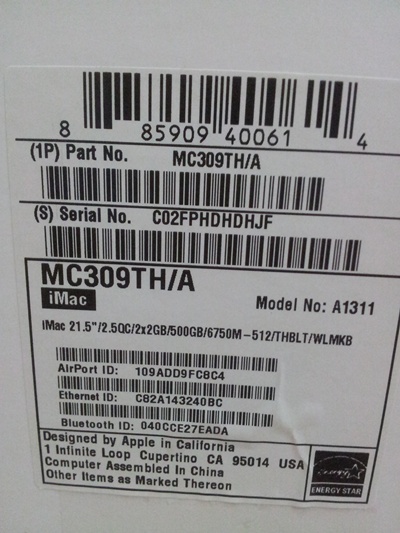 8 85909 40061 4
(1P) Part No. MC309TH/A
(S) Serial No. C02FPHDHDHJF
MC309TH/A
iMac
Model No: A1311
iMac 21.5"/2.5QC/2x2GB/500GB/6750M-512/THBLT/WLMKB
AirPort ID: 109ADD9FC8C4
Ethernet ID: C82A143240BC
Bluetooth ID: 040CCE27EADA
Designed by Apple in California
1 Infinite Loop Cupertino CA 95014 USA
Computer Assembled In China
Other Items as Marked Thereon
energy
ENERGY STAR